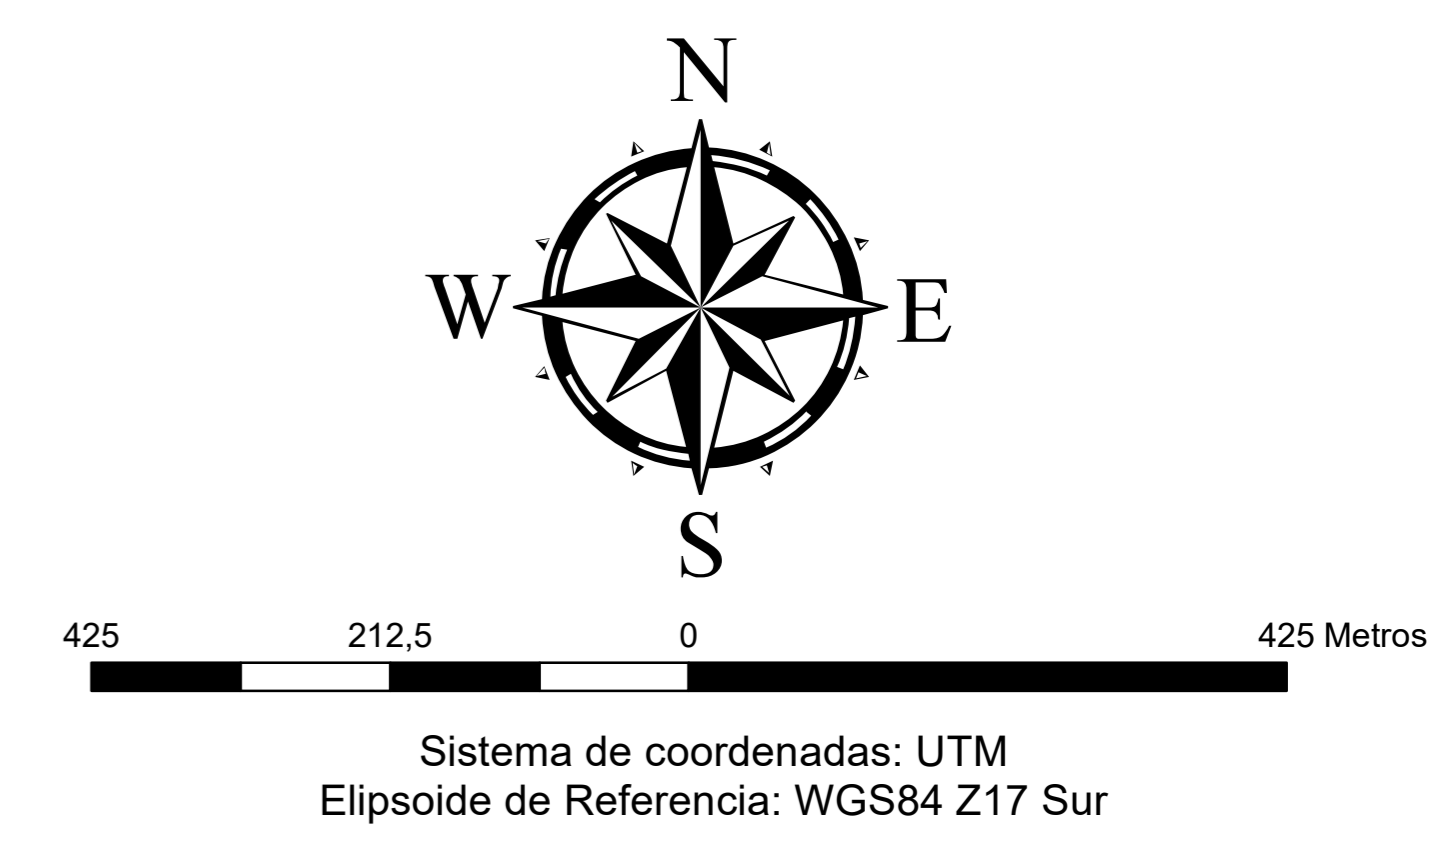 N
W
E
S
425 212,5 0 425 Metros
Sistema de coordenadas: UTM
Elipsoide de Referencia: WGS84 Z17 Sur